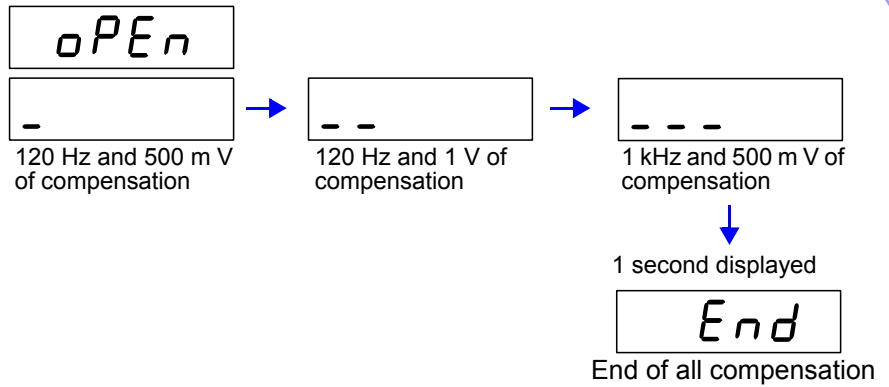 oPEn
_
120 Hz and 500 m V
of compensation
_ _
120 Hz and 1 V of
compensation
_ _ _
1 kHz and 500 m V of
compensation
1 second displayed
End
End of all compensation